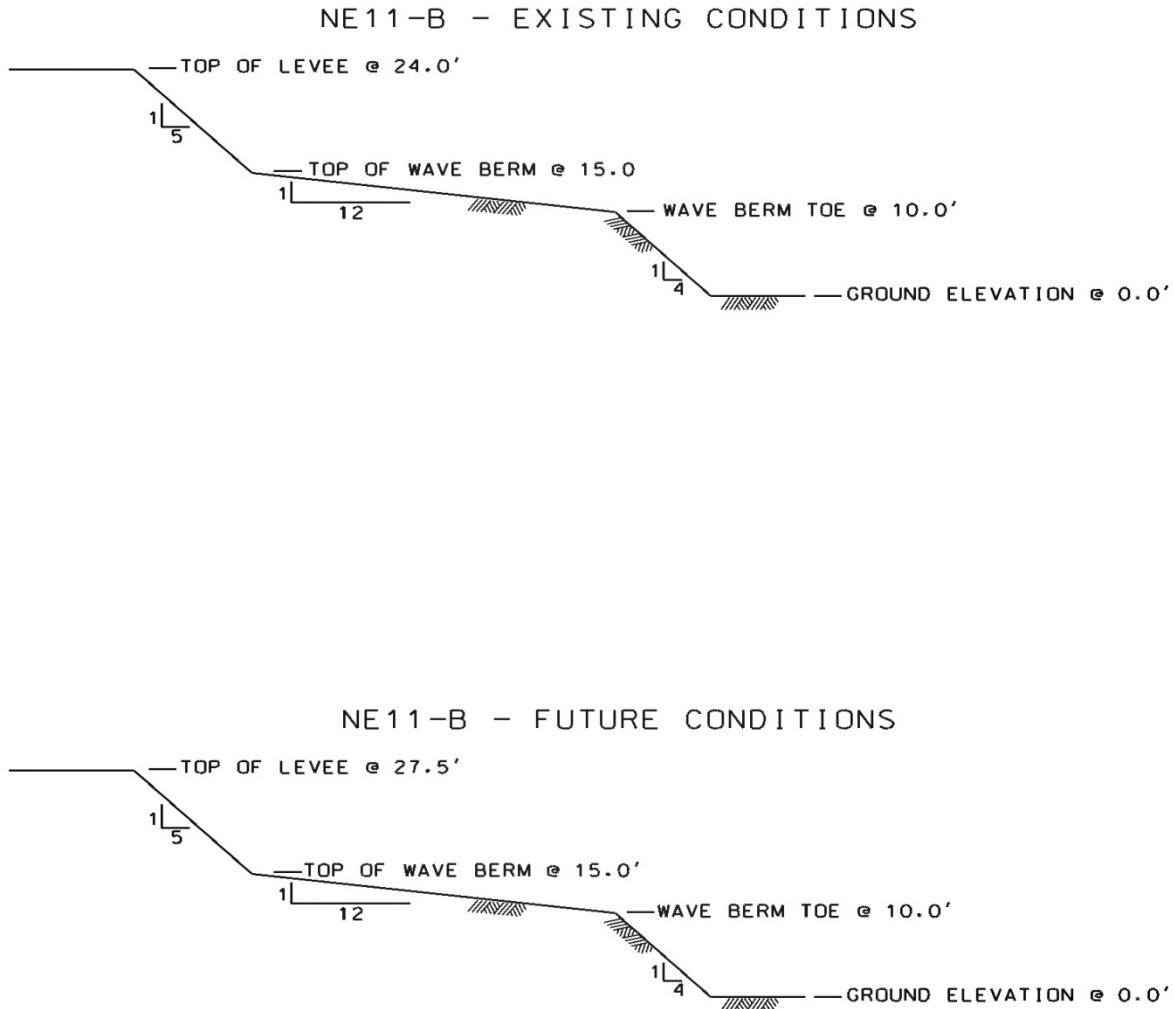 NE11-B - EXISTING CONDITIONS
TOP OF LEVEE @ 24.0'
1
5
TOP OF WAVE BERM @ 15.0
1
12
WAVE BERM TOE @ 10.0'
1
4
GROUND ELEVATION @ 0.0'
NE11-B - FUTURE CONDITIONS
TOP OF LEVEE @ 27.5'
1
5
TOP OF WAVE BERM @ 15.0'
1
12
WAVE BERM TOE @ 10.0'
1
4
GROUND ELEVATION @ 0.0'